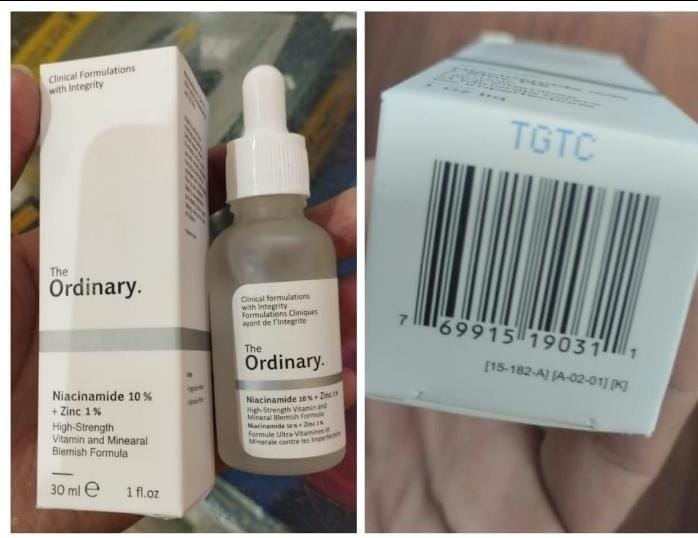 Clinical Formulations
with Integrity
The
Ordinary.
Niacinamide 10 %
+ Zinc 1 %
High-Strength
Vitamin and Minearal
Blemish Formula
30 ml ℮ 1 fl.oz
Clinical formulations
with Integrity
Formulations Cliniques
ayant de l'integrite
The
Ordinary.
Niacinamide 10 % + Zinc 1 %
High-Strength Vitamin and
Mineral Blemish Formula
Niacinamide 10 % + Zinc 1 %
Formule Ultra-Vitaminee et
Minerale contre les Imperfections
TGTC
7 69915 19031 1
[15-182-A] [A-02-01] [K]